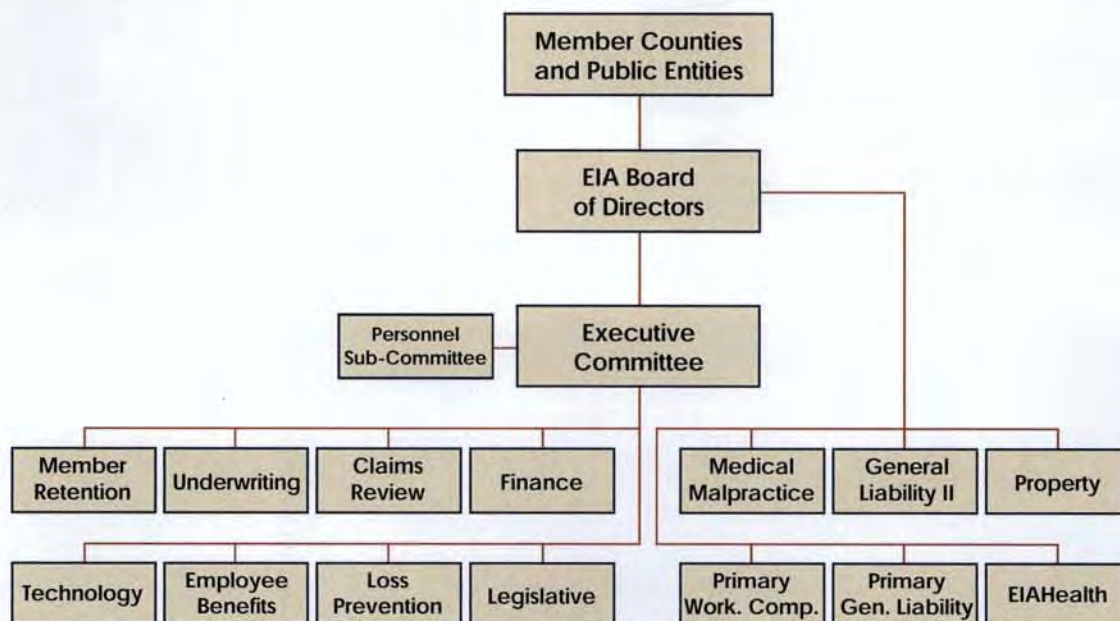 Member Counties
and Public Entities
EIA Board
of Directors
Personnel
Sub-Committee
Executive
Committee
Member
Retention
Underwriting
Claims
Review
Finance
Medical
Malpractice
General
Liability II
Property
Technology
Employee
Benefits
Loss
Prevention
Legislative
Primary
Work. Comp.
Primary
Gen. Liability
EIAHealth